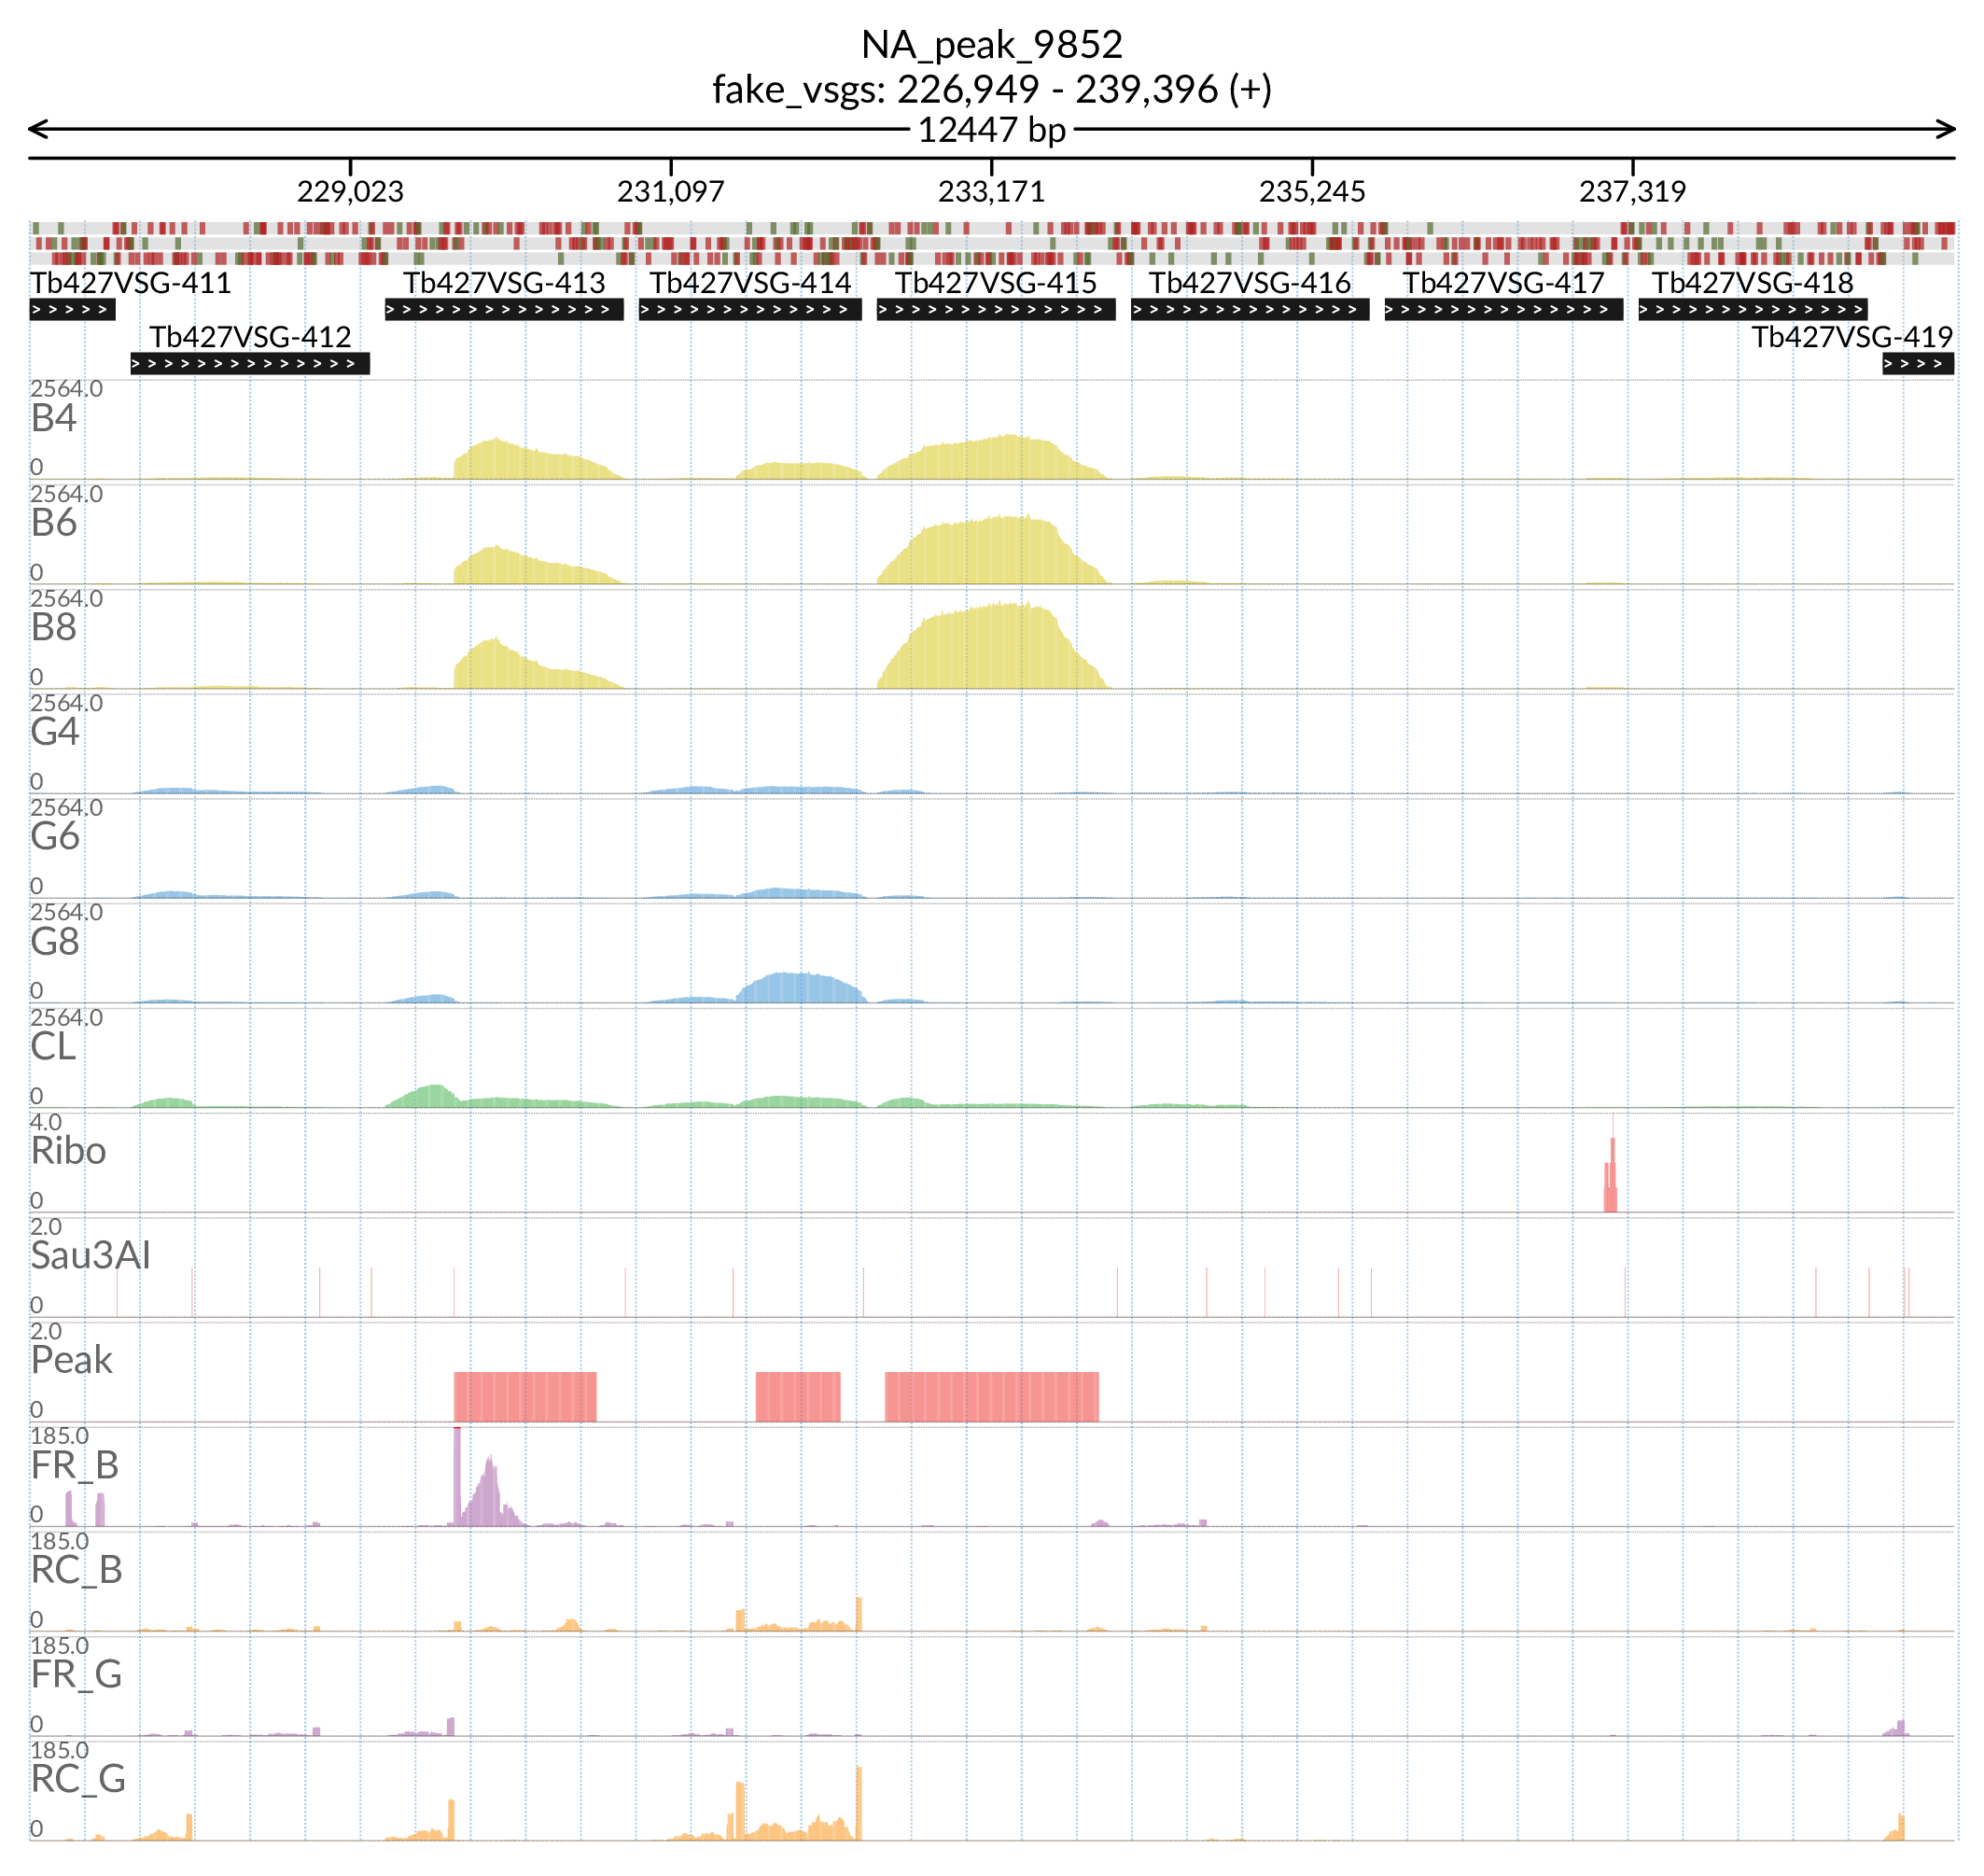 NA_peak_9852
fake_vsgs: 226,949 - 239,396 (+)
12447 bp
229,023 231,097 233,171 235,245 237,319
Tb427VSG-411 Tb427VSG-413 Tb427VSG-414 Tb427VSG-415 Tb427VSG-416 Tb427VSG-417 Tb427VSG-418
Tb427VSG-412 Tb427VSG-419
2564.0
B4
0
2564.0
B6
0
2564.0
B8
0
2564.0
G4
0
2564.0
G6
0
2564.0
G8
0
2564.0
CL
0
4.0
Ribo
0
2.0
Sau3AI
0
2.0
Peak
0
185.0
FR_B
0
185.0
RC_B
0
185.0
FR_G
0
185.0
RC_G
0